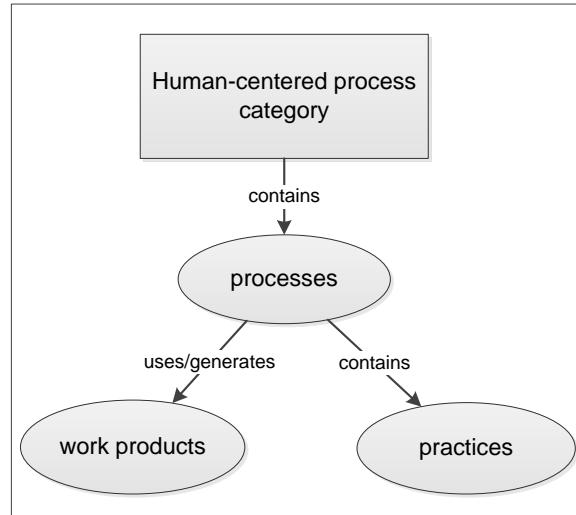 Human-centered process
category
contains
processes
uses/generates
contains
work products
practices